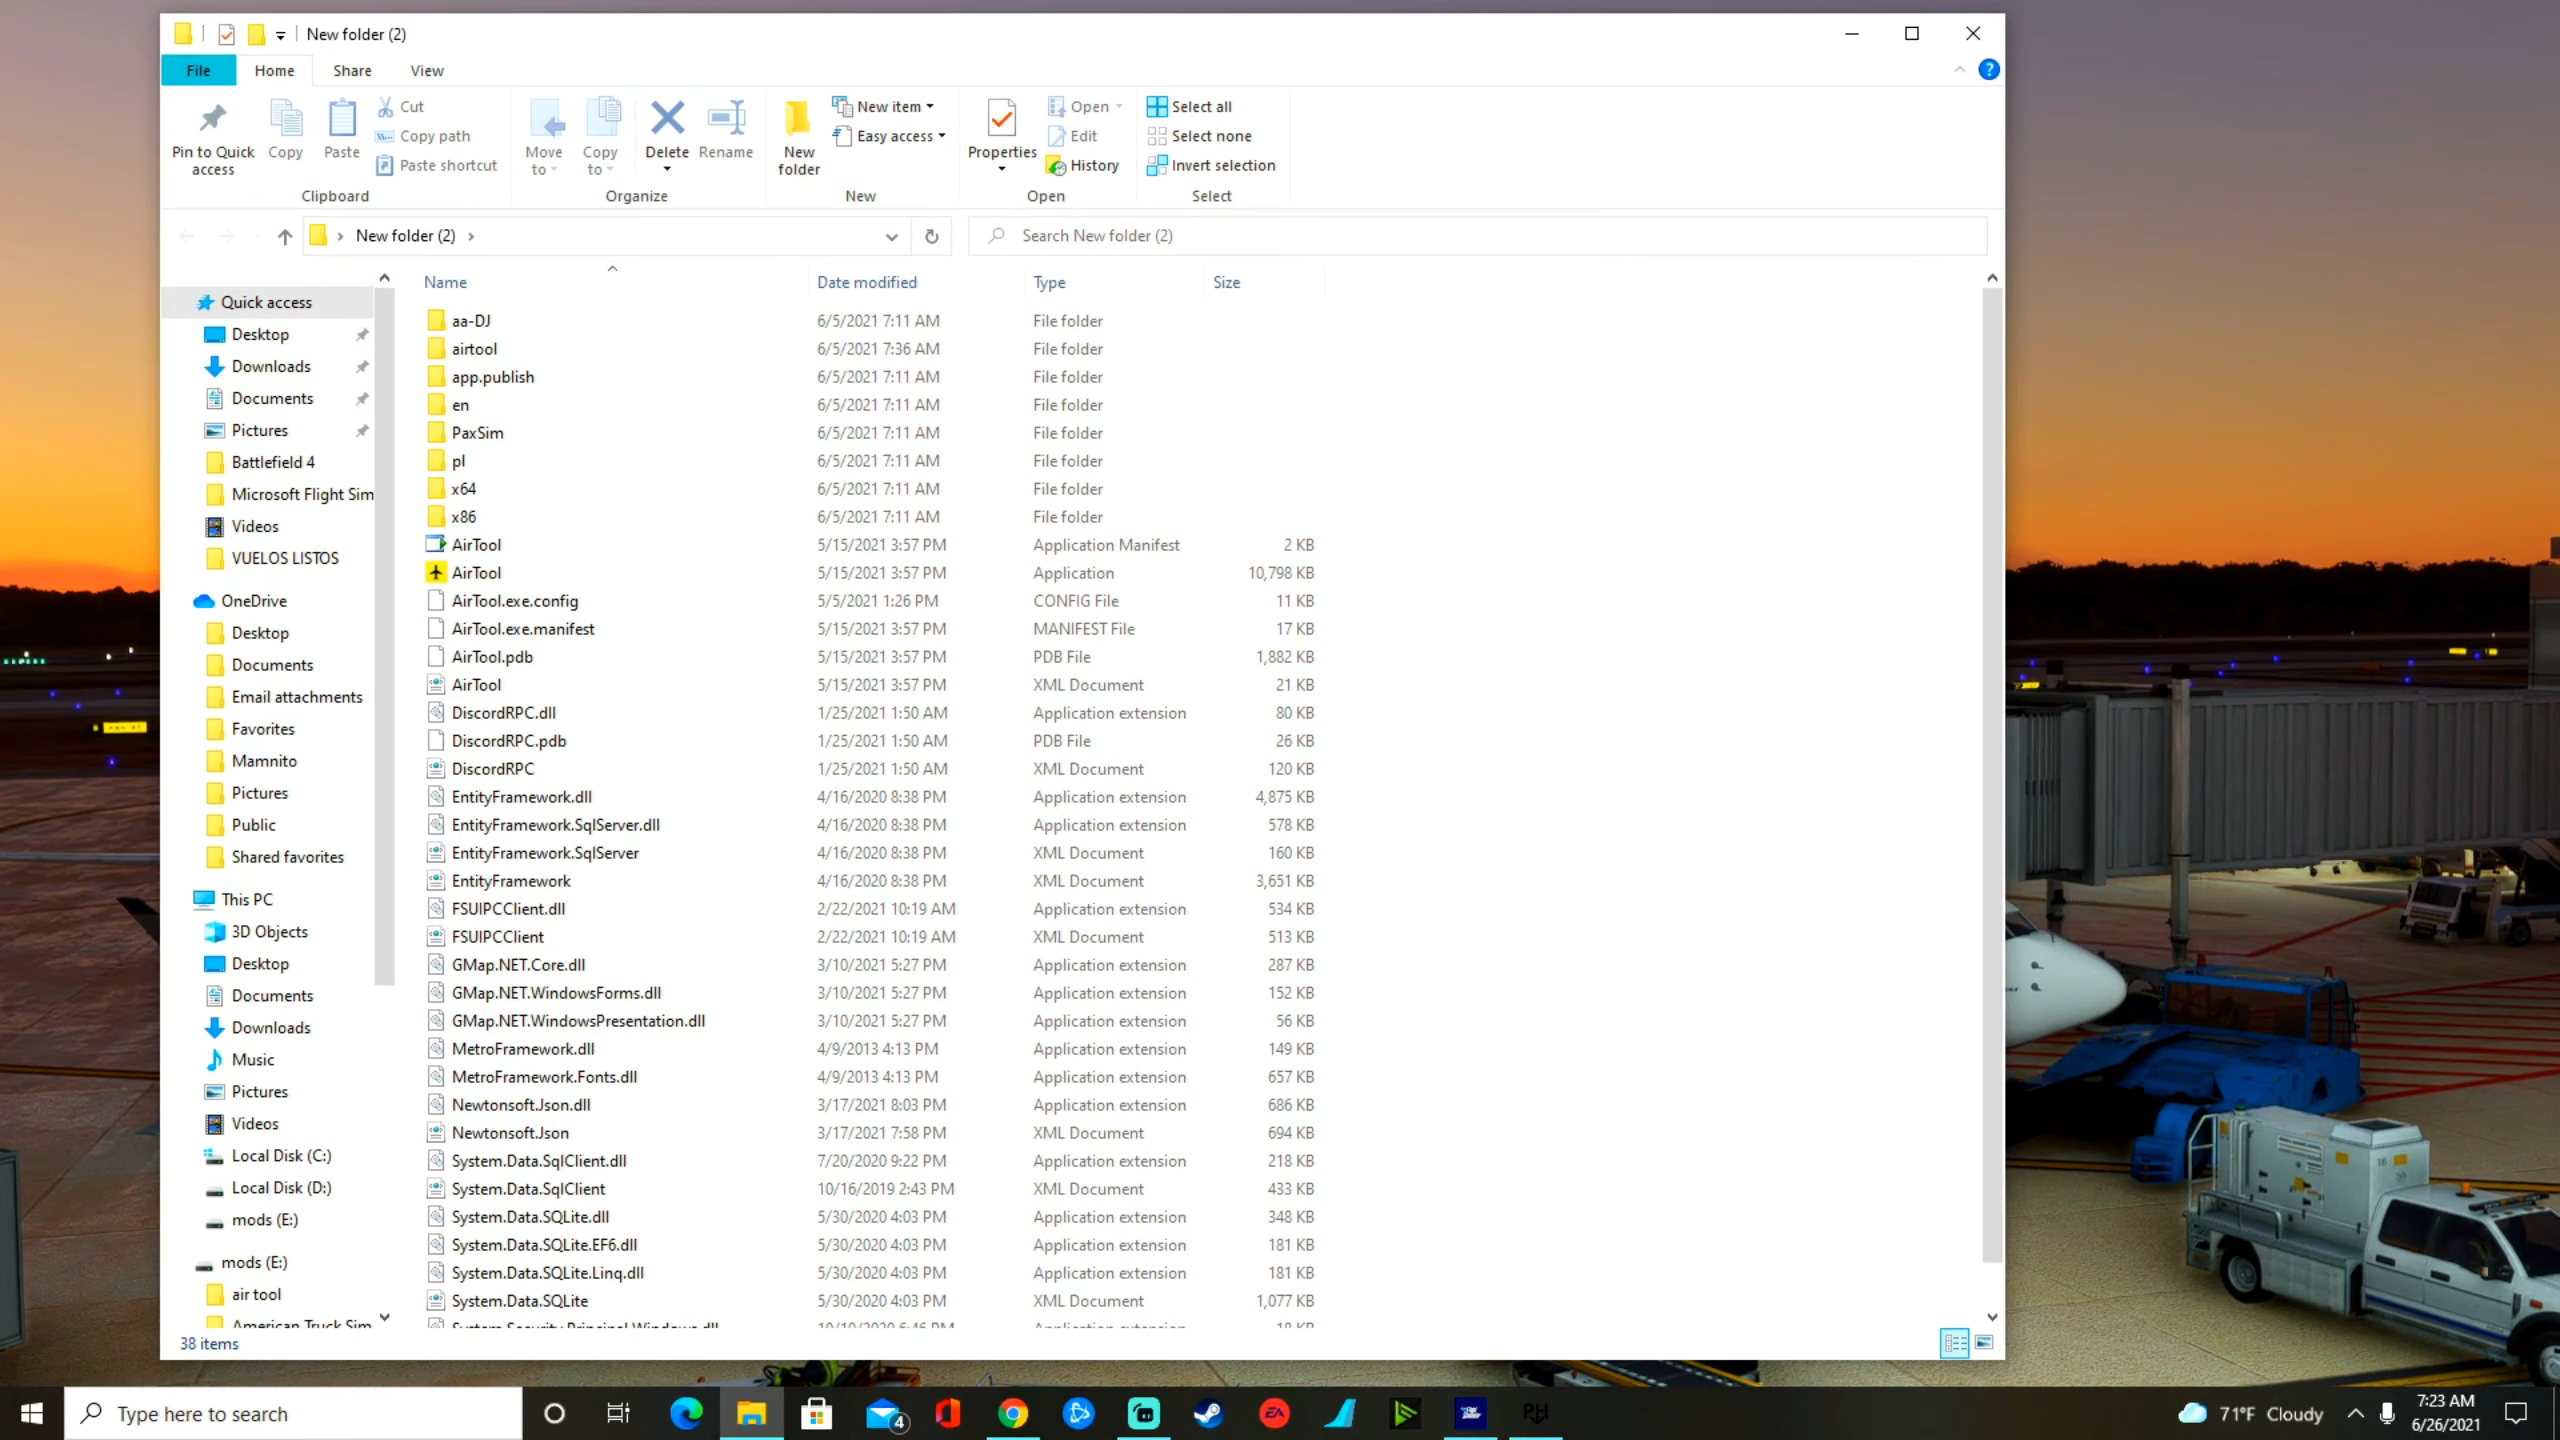 New folder (2)
File Home Share View
Pin to Quick access
Copy
Paste
Cut
Copy path
Paste shortcut
Clipboard
Move to
Copy to
Delete
Rename
Organize
New folder
New item
Easy access
New
Properties
Open
Edit
History
Open
Select all
Select none
Invert selection
Select
New folder (2)
Search New folder (2)
Quick access
Desktop
Downloads
Documents
Pictures
Battlefield 4
Microsoft Flight Sim
Videos
VUELOS LISTOS
OneDrive
Desktop
Documents
Email attachments
Favorites
Mamnito
Pictures
Public
Shared favorites
This PC
3D Objects
Desktop
Documents
Downloads
Music
Pictures
Videos
Local Disk (C:)
Local Disk (D:)
mods (E:)
mods (E:)
air tool
American Truck Sim
Name Date modified Type Size
aa-DJ 6/5/2021 7:11 AM File folder
airtool 6/5/2021 7:36 AM File folder
app.publish 6/5/2021 7:11 AM File folder
en 6/5/2021 7:11 AM File folder
PaxSim 6/5/2021 7:11 AM File folder
pl 6/5/2021 7:11 AM File folder
x64 6/5/2021 7:11 AM File folder
x86 6/5/2021 7:11 AM File folder
AirTool 5/15/2021 3:57 PM Application Manifest 2 KB
AirTool 5/15/2021 3:57 PM Application 10,798 KB
AirTool.exe.config 5/5/2021 1:26 PM CONFIG File 11 KB
AirTool.exe.manifest 5/15/2021 3:57 PM MANIFEST File 17 KB
AirTool.pdb 5/15/2021 3:57 PM PDB File 1,882 KB
AirTool 5/15/2021 3:57 PM XML Document 21 KB
DiscordRPC.dll 1/25/2021 1:50 AM Application extension 80 KB
DiscordRPC.pdb 1/25/2021 1:50 AM PDB File 26 KB
DiscordRPC 1/25/2021 1:50 AM XML Document 120 KB
EntityFramework.dll 4/16/2020 8:38 PM Application extension 4,875 KB
EntityFramework.SqlServer.dll 4/16/2020 8:38 PM Application extension 578 KB
EntityFramework.SqlServer 4/16/2020 8:38 PM XML Document 160 KB
EntityFramework 4/16/2020 8:38 PM XML Document 3,651 KB
FSUIPCClient.dll 2/22/2021 10:19 AM Application extension 534 KB
FSUIPCClient 2/22/2021 10:19 AM XML Document 513 KB
GMap.NET.Core.dll 3/10/2021 5:27 PM Application extension 287 KB
GMap.NET.WindowsForms.dll 3/10/2021 5:27 PM Application extension 152 KB
GMap.NET.WindowsPresentation.dll 3/10/2021 5:27 PM Application extension 56 KB
MetroFramework.dll 4/9/2013 4:13 PM Application extension 149 KB
MetroFramework.Fonts.dll 4/9/2013 4:13 PM Application extension 657 KB
Newtonsoft.Json.dll 3/17/2021 8:03 PM Application extension 686 KB
Newtonsoft.Json 3/17/2021 7:58 PM XML Document 694 KB
System.Data.SqlClient.dll 7/20/2020 9:22 PM Application extension 218 KB
System.Data.SqlClient 10/16/2019 2:43 PM XML Document 433 KB
System.Data.SQLite.dll 5/30/2020 4:03 PM Application extension 348 KB
System.Data.SQLite.EF6.dll 5/30/2020 4:03 PM Application extension 181 KB
System.Data.SQLite.Linq.dll 5/30/2020 4:03 PM Application extension 181 KB
System.Data.SQLite 5/30/2020 4:03 PM XML Document 1,077 KB
System.Security.Principal.Windows.dll 10/19/2020 6:46 PM Application extension 18 KB
38 items
Type here to search
4
EA
71°F Cloudy
7:23 AM
6/26/2021